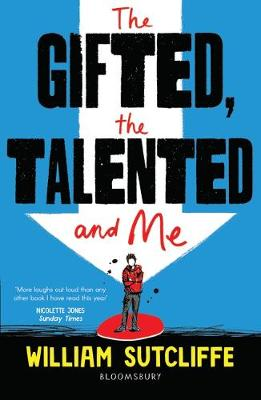 The
GIFTED,
the
TALENTED
and Me
"More laughs out loud than any
other book I have read this year"
NICOLETTE JONES
Sunday Times
WILLIAM SUTCLIFFE
BLOOMSBURY